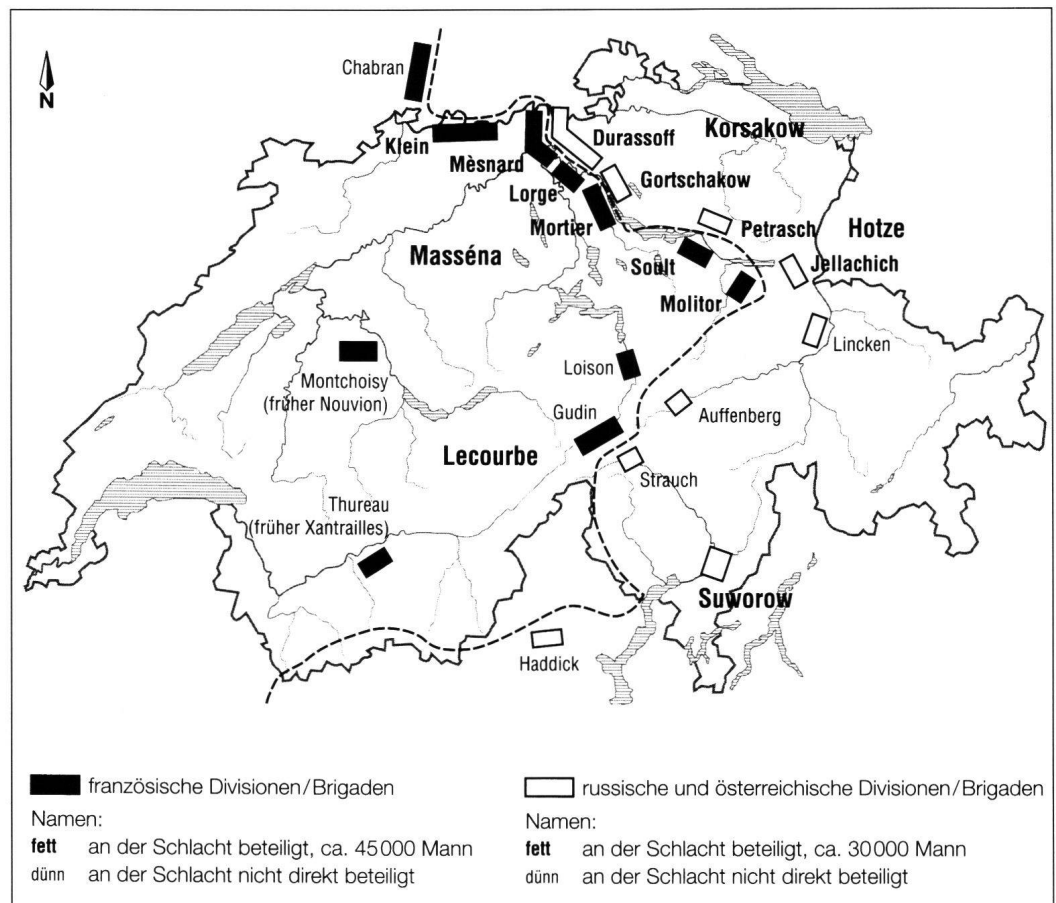 N
Chabran
Klein
Mèsnard
Lorge
Mortier
Durassoff
Korsakow
Gortschakow
Petrasch
Hotze
Masséna
Soult
Jellachich
Molitor
Lincken
Loison
Montchoisy
(früher Nouvion)
Gudin
Auffenberg
Lecourbe
Strauch
Thureau
(früher Xantrailles)
Suworow
Haddick
französische Divisionen/Brigaden
Namen:
fett an der Schlacht beteiligt, ca. 45 000 Mann
dünn an der Schlacht nicht direkt beteiligt
russische und österreichische Divisionen/Brigaden
Namen:
fett an der Schlacht beteiligt, ca. 30 000 Mann
dünn an der Schlacht nicht direkt beteiligt